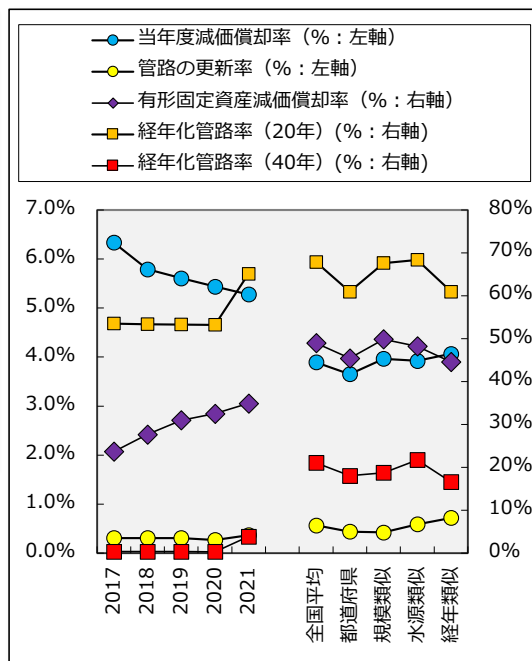 当年度減価償却率（%：左軸）
管路の更新率（%：左軸）
有形固定資産減価償却率（%：右軸）
経年化管路率（20年）(%：右軸)
経年化管路率（40年）(%：右軸)
7.0%
6.0%
5.0%
4.0%
3.0%
2.0%
1.0%
0.0%
80%
70%
60%
50%
40%
30%
20%
10%
0%
2017
2018
2019
2020
2021
全国平均
都道府県
規模類似
水源類似
経年類似